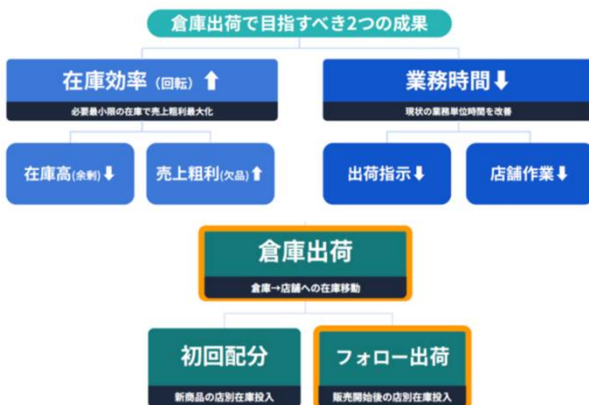 倉庫出荷で目指すべき2つの成果
在庫効率（回転）⬆
必要最小限の在庫で売上粗利最大化
業務時間⬇
現状の業務単位時間を改善
在庫高(余剰)⬇
売上粗利(欠品)⬆
出荷指示⬇
店舗作業⬇
倉庫出荷
倉庫→店舗への在庫移動
初回配分
新商品の店別在庫投入
フォロー出荷
販売開始後の店別在庫投入